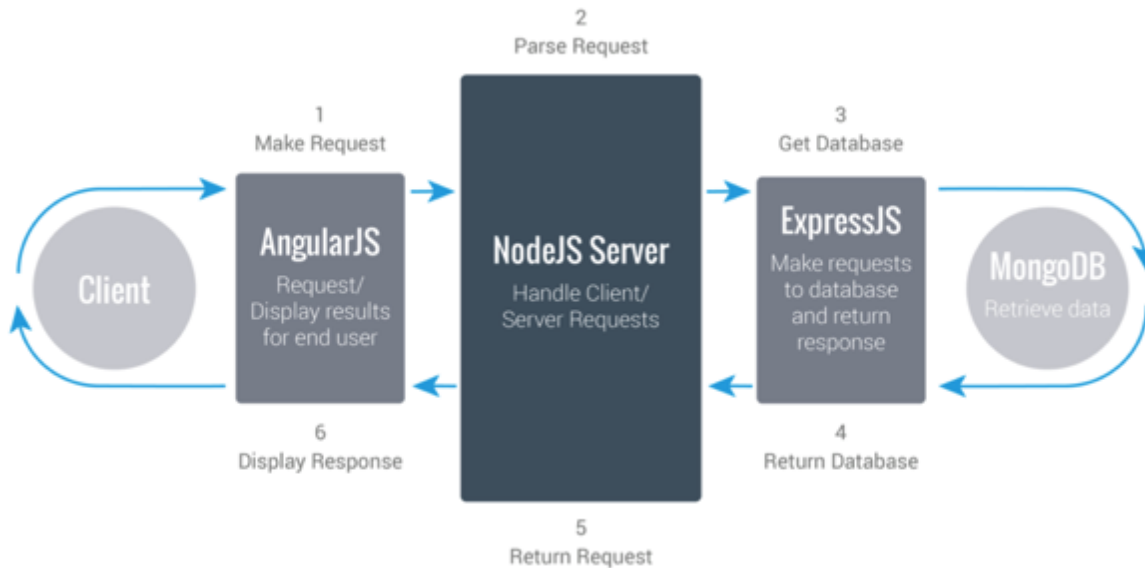 2
Parse Request
1
Make Request
3
Get Database
Client
AngularJS
Request/
Display results
for end user
NodeJS Server
Handle Client/
Server Requests
ExpressJS
Make requests
to database
and return
response
MongoDB
Retrieve data
6
Display Response
4
Return Database
5
Return Request